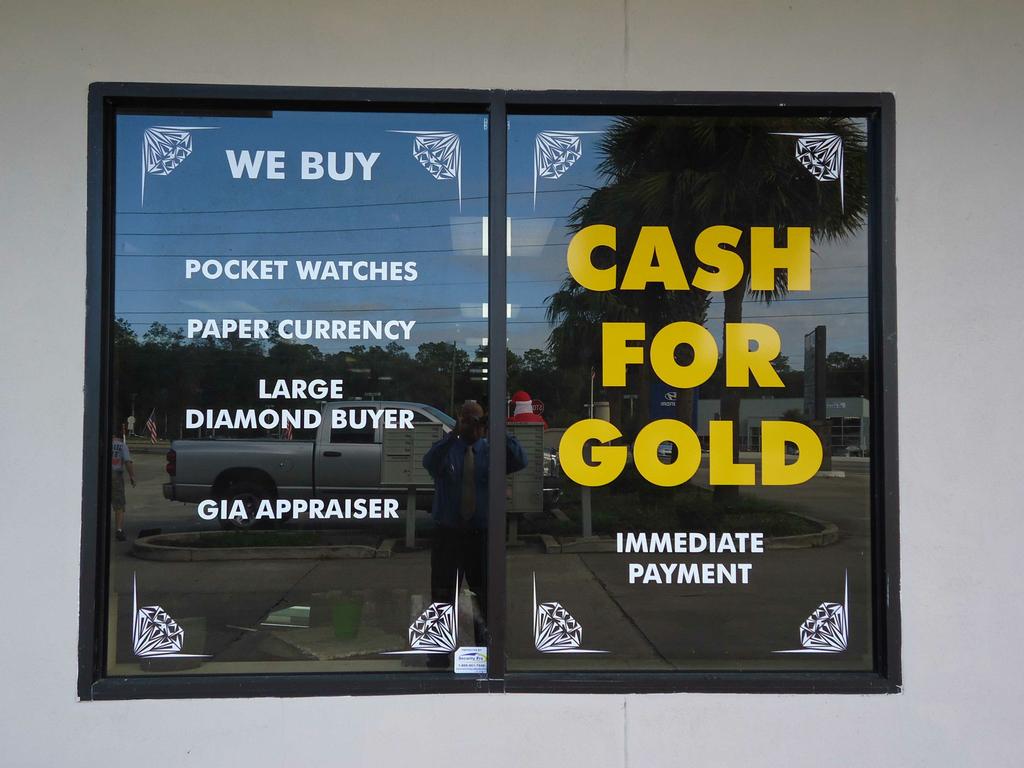 WE BUY
POCKET WATCHES
PAPER CURRENCY
LARGE
DIAMOND BUYER
GIA APPRAISER
CASH
FOR
GOLD
IMMEDIATE
PAYMENT